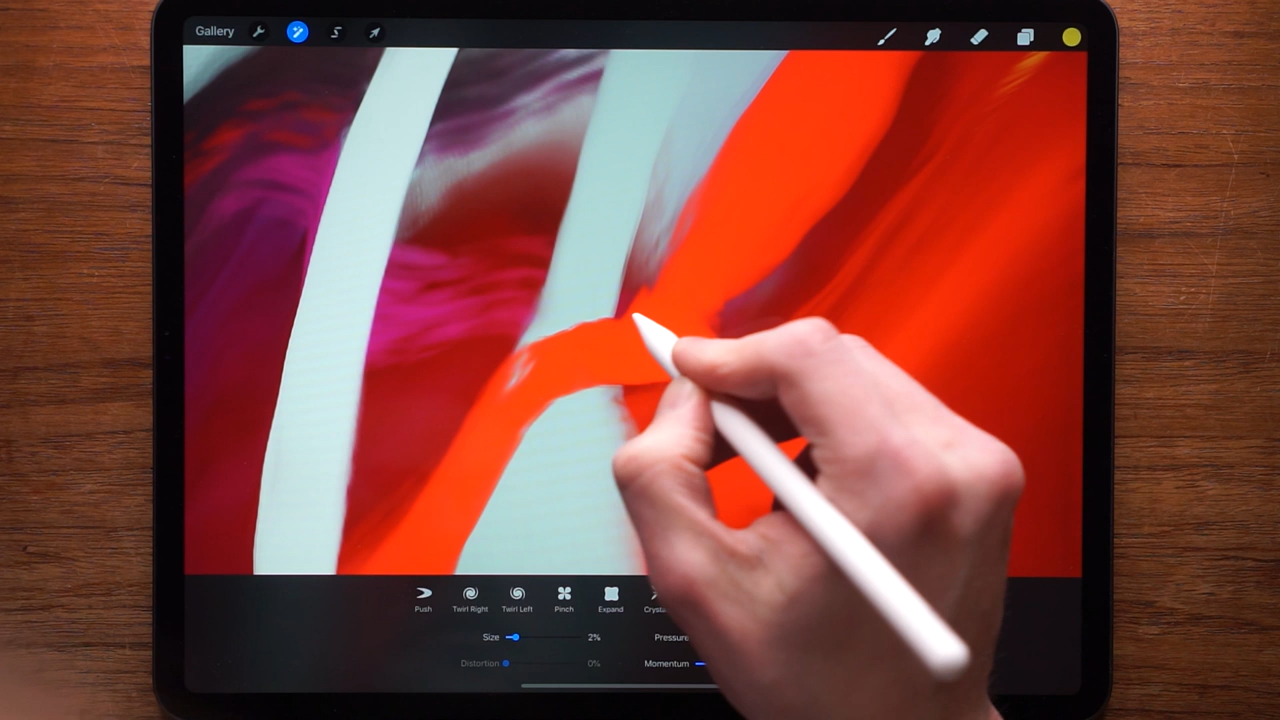 Gallery
Push Twirl Right Twirl Left Pinch Expand
Size 2% Pressure
Distortion 0% Momentum